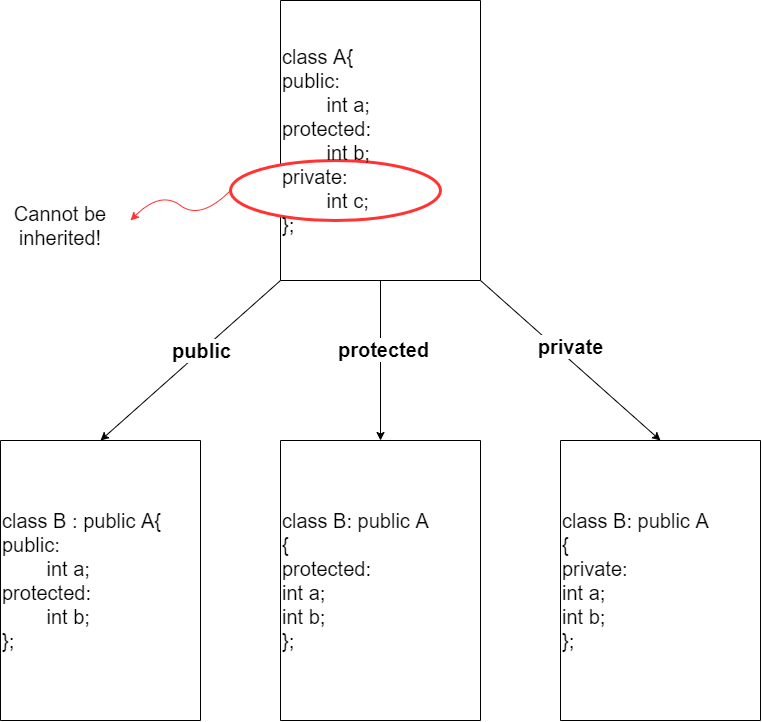 class A{
public:
int a;
protected:
int b;
private:
int c;
};
Cannot be
inherited!
public
protected
private
class B : public A{
public:
int a;
protected:
int b;
};
class B: public A
{
protected:
int a;
int b;
};
class B: public A
{
private:
int a;
int b;
};